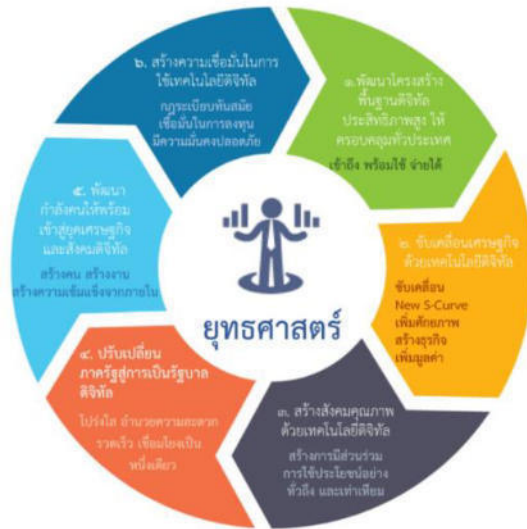 ๑.พัฒนาโครงสร้าง
พื้นฐานดิจิทัล
ประสิทธิภาพสูง ให้
ครอบคลุมทั่วประเทศ
เข้าถึง พร้อมใช้ จ่ายได้
๒. ขับเคลื่อนเศรษฐกิจ
ด้วยเทคโนโลยีดิจิทัล
ขับเคลื่อน
New S-Curve
เพิ่มศักยภาพ
สร้างธุรกิจ
เพิ่มมูลค่า
๓. สร้างสังคมคุณภาพ
ด้วยเทคโนโลยีดิจิทัล
สร้างการมีส่วนร่วม
การใช้ประโยชน์อย่าง
ทั่วถึง และเท่าเทียม
๔. ปรับเปลี่ยน
ภาครัฐสู่การเป็นรัฐบาล
ดิจิทัล
โปร่งใส อำนวยความสะดวก
รวดเร็ว เชื่อมโยงเป็น
หนึ่งเดียว
๕. พัฒนา
กำลังคนให้พร้อม
เข้าสู่ยุคเศรษฐกิจ
และสังคมดิจิทัล
สร้างคน สร้างงาน
สร้างความเข้มแข็งจากภายใน
๖. สร้างความเชื่อมั่นในการ
ใช้เทคโนโลยีดิจิทัล
กฎระเบียบทันสมัย
เชื่อมั่นในการลงทุน
มีความมั่นคงปลอดภัย
ยุทธศาสตร์